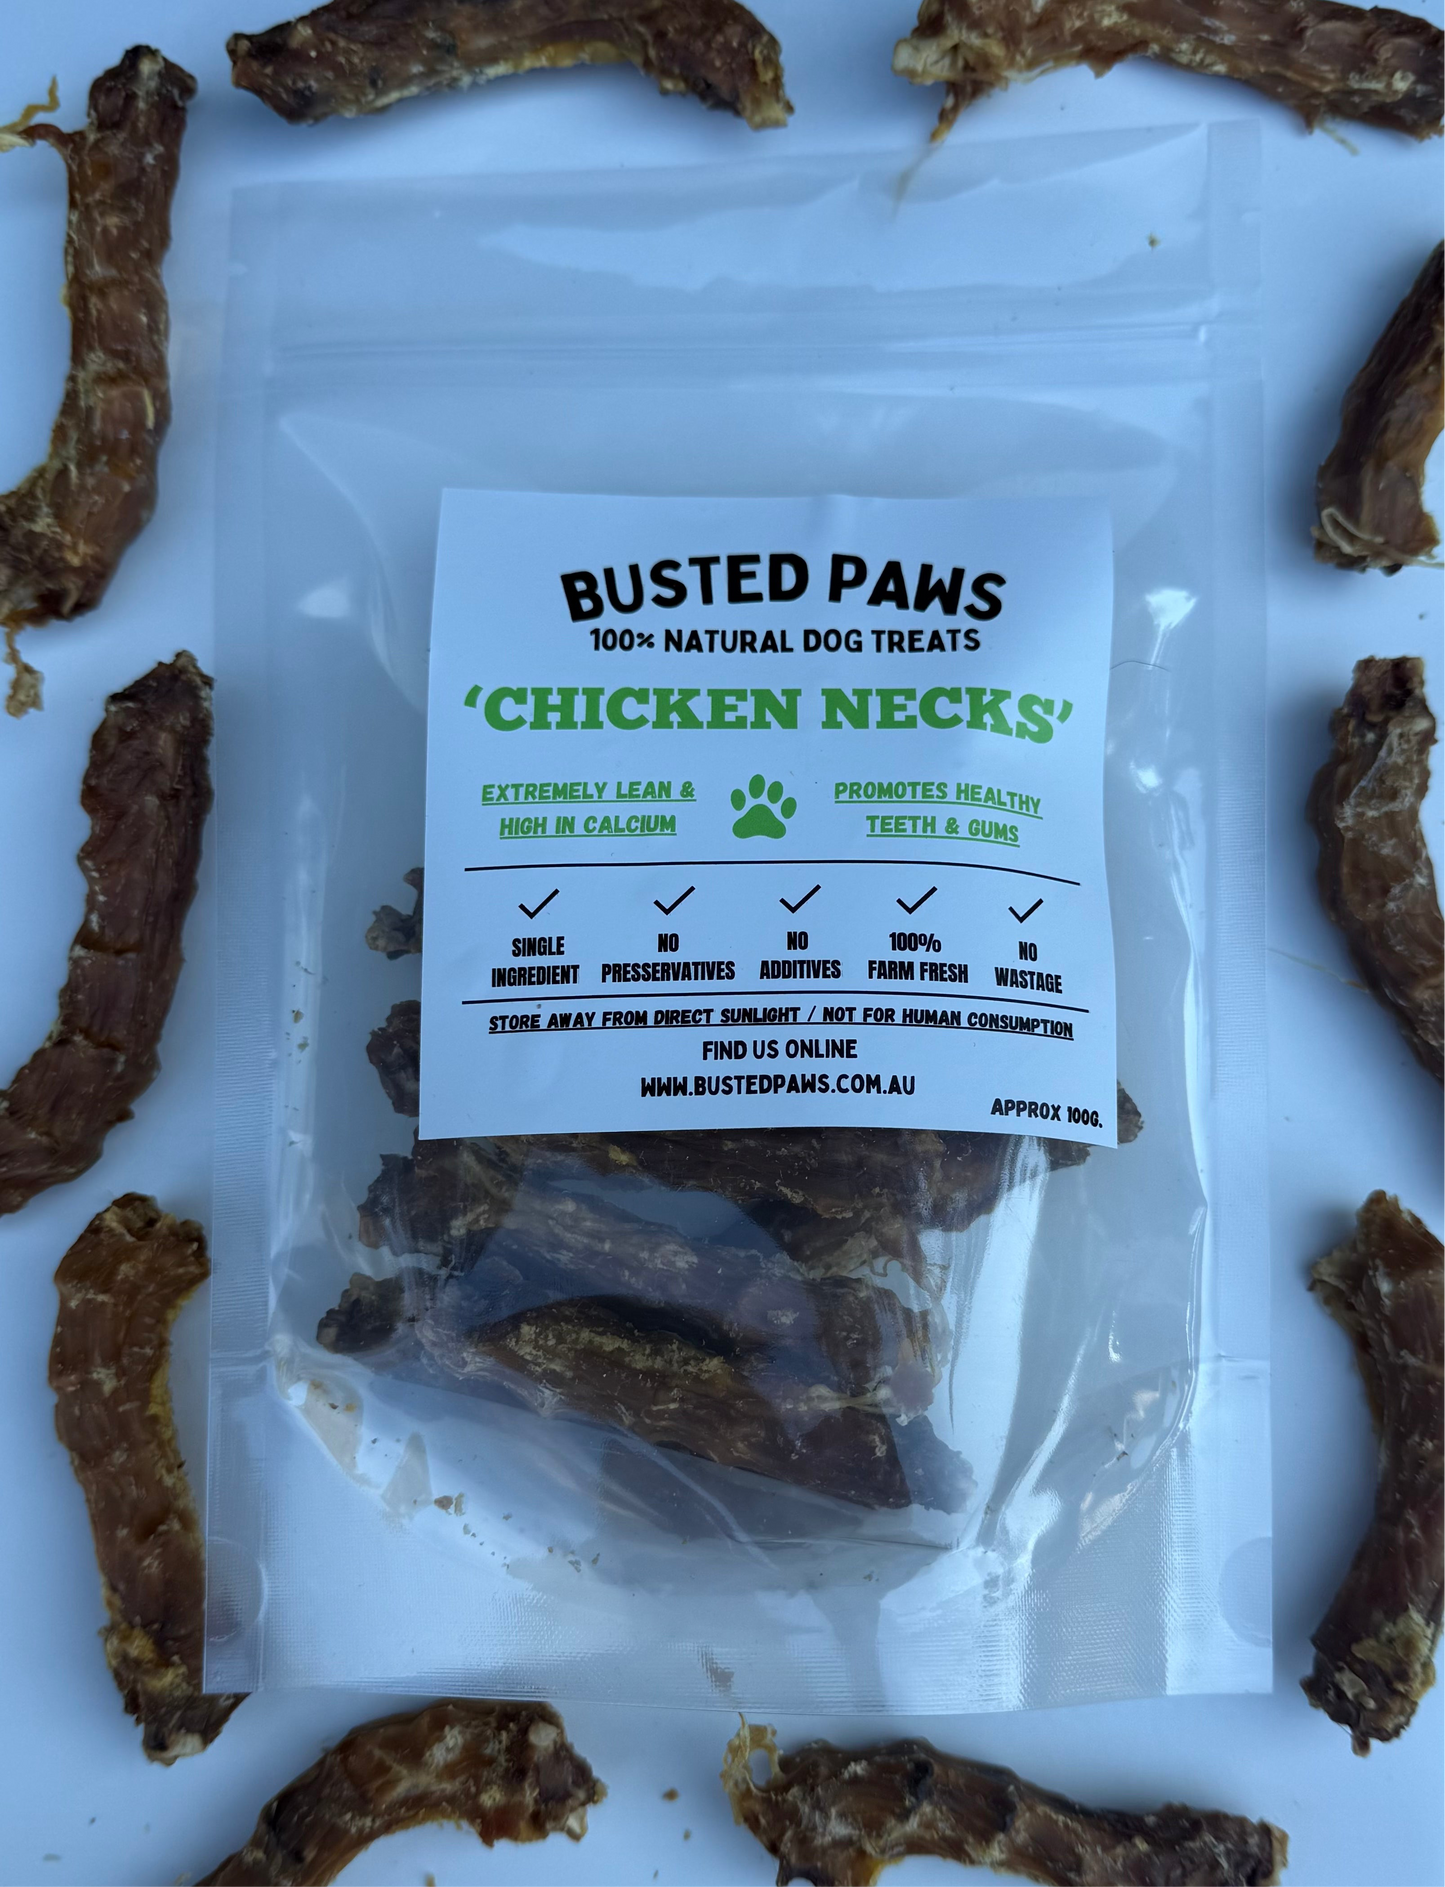 BUSTED PAWS
100% NATURAL DOG TREATS
'CHICKEN NECKS'
EXTREMELY LEAN &
HIGH IN CALCIUM
PROMOTES HEALTHY
TEETH & GUMS
SINGLE
INGREDIENT
NO
PRESSERVATIVES
NO
ADDITIVES
100%
FARM FRESH
NO
WASTAGE
STORE AWAY FROM DIRECT SUNLIGHT / NOT FOR HUMAN CONSUMPTION
FIND US ONLINE
WWW.BUSTEDPAWS.COM.AU
APPROX 100G.